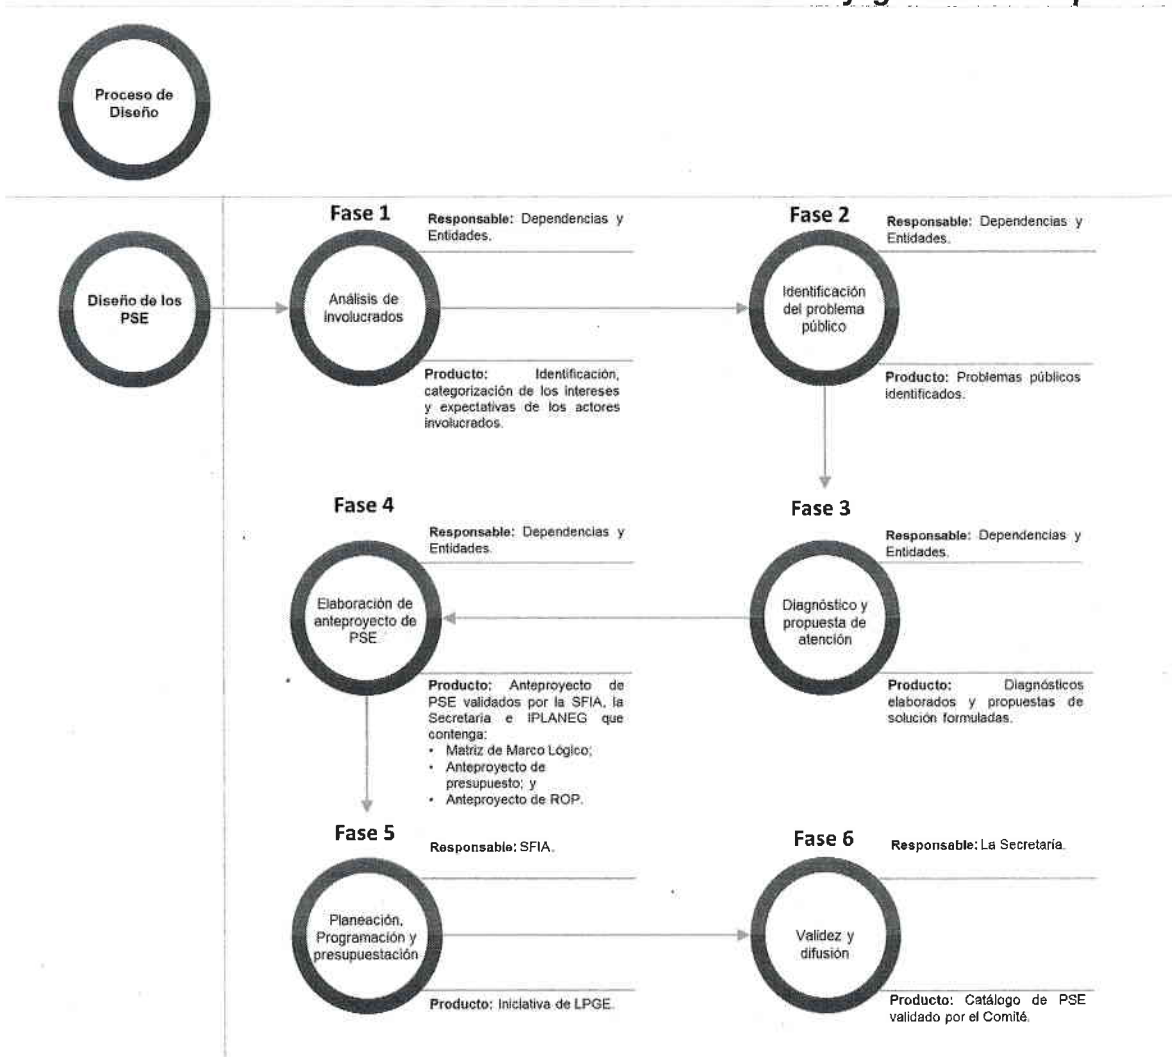 Proceso de
Diseño
Fase 1
Responsable: Dependencias y
Entidades.
Fase 2
Responsable: Dependencias y
Entidades.
Diseño de los
PSE
Análisis de
involucrados
Identificación
del problema
público
Producto: Identificación,
categorización de los intereses
y expectativas de los actores
involucrados.
Producto: Problemas públicos
identificados.
Fase 4
Responsable: Dependencias y
Entidades.
Fase 3
Responsable: Dependencias y
Entidades.
Elaboración de
anteproyecto de
PSE.
Diagnóstico y
propuesta de
atención
Producto: Anteproyecto de
PSE validados por la SFIA, la
Secretaría e IPLANEG que
contenga:
• Matriz de Marco Lógico;
• Anteproyecto de
presupuesto; y
• Anteproyecto de ROP.
Producto: Diagnósticos
elaborados y propuestas de
solución formuladas.
Fase 5
Responsable: SFIA.
Fase 6
Responsable: La Secretaría.
Planeación,
Programación y
presupuestación
Validez y
difusión
Producto: Iniciativa de LPGE.
Producto: Catálogo de PSE
validado por el Comité.